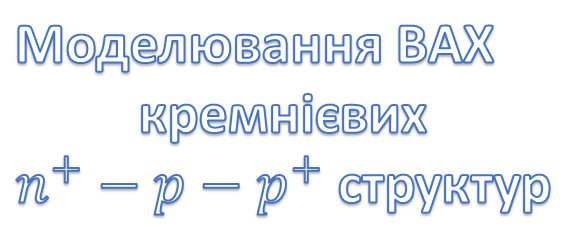 Моделювання ВАХ
кремнієвих
n⁺ − p − p⁺ структур